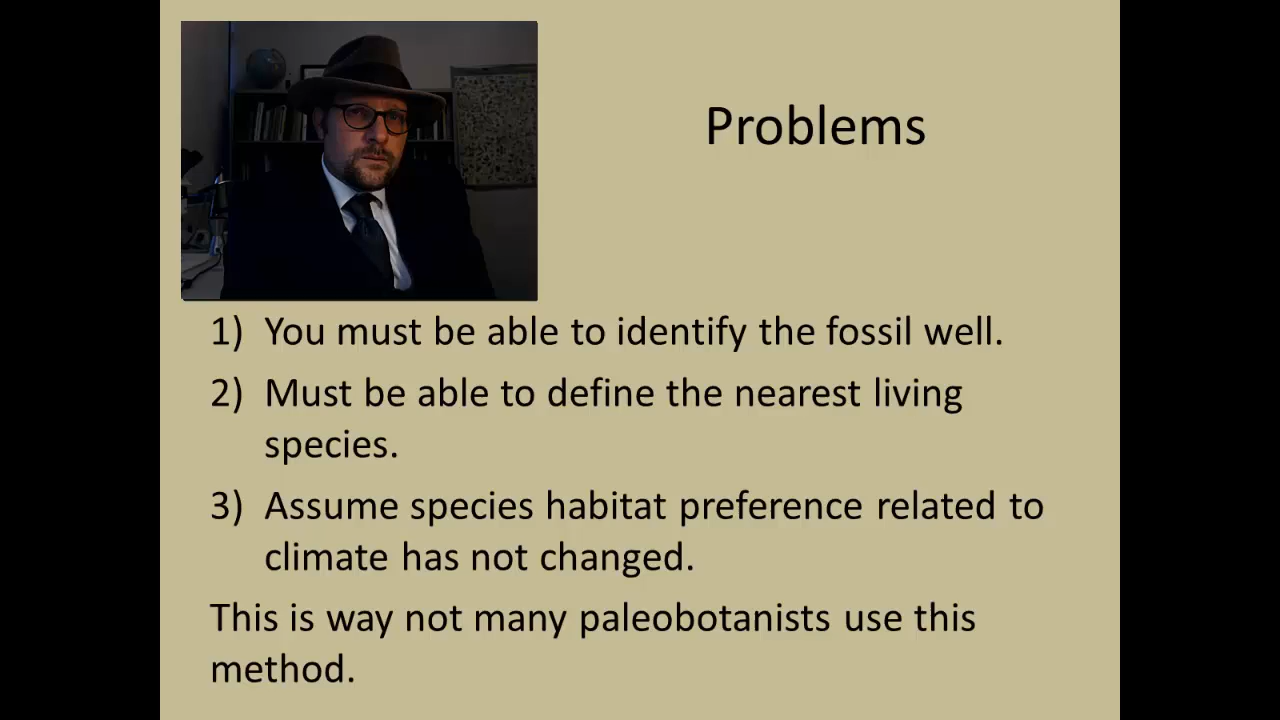 Problems
1) You must be able to identify the fossil well.
2) Must be able to define the nearest living
species.
3) Assume species habitat preference related to
climate has not changed.
This is way not many paleobotanists use this
method.